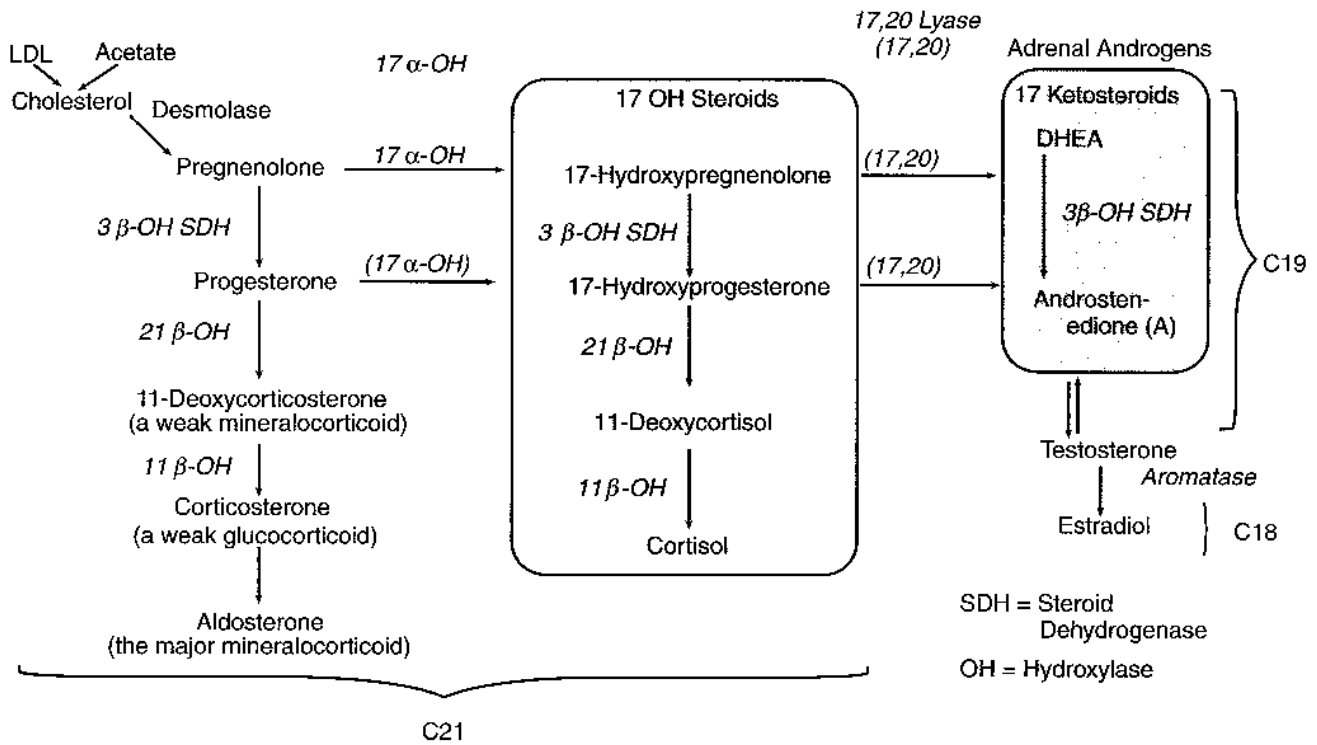 17,20 Lyase
(17,20)
LDL
Acetate
17 α-OH
Adrenal Androgens
Cholesterol
Desmolase
17 OH Steroids
17 Ketosteroids
DHEA
Pregnenolone
17 α-OH
17-Hydroxypregnenolone
(17,20)
3 β-OH SDH
3 β-OH SDH
3β-OH SDH
Progesterone
(17 α-OH)
17-Hydroxyprogesterone
(17,20)
Androsten-
edione (A)
C19
21 β-OH
21 β-OH
11-Deoxycorticosterone
(a weak mineralocorticoid)
11-Deoxycortisol
Testosterone
11 β-OH
11 β-OH
Aromatase
Corticosterone
(a weak glucocorticoid)
Cortisol
Estradiol
C18
Aldosterone
(the major mineralocorticoid)
SDH = Steroid
Dehydrogenase
OH = Hydroxylase
C21